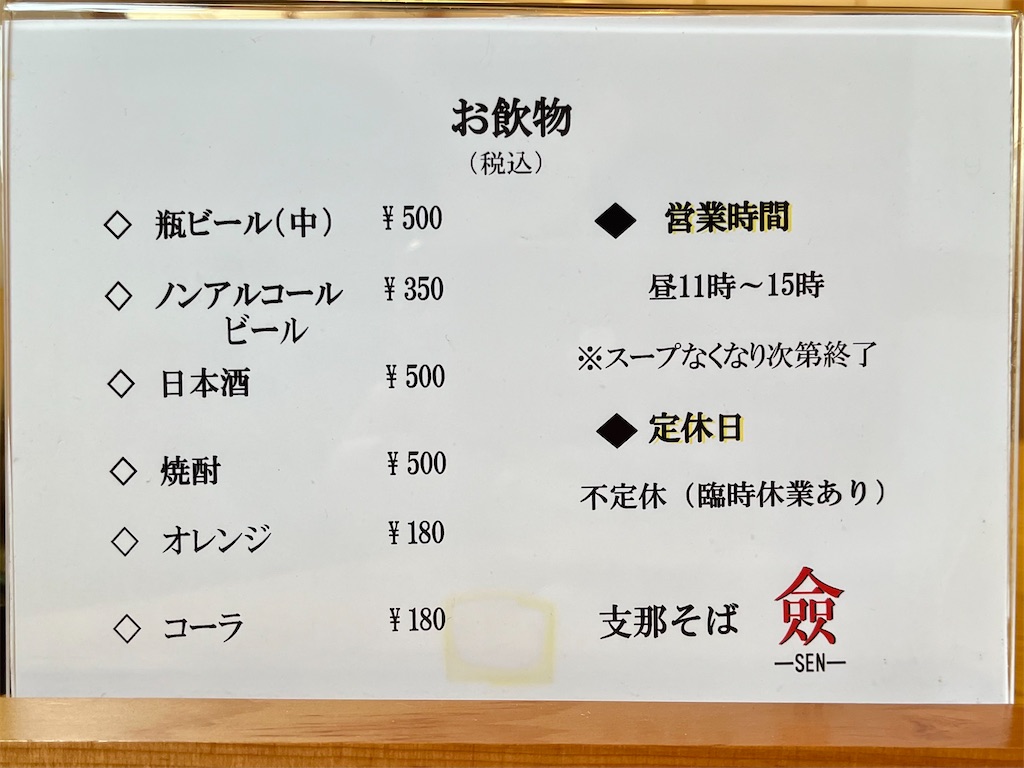 お飲物
（税込）
◇ 瓶ビール（中） ￥500
◇ ノンアルコール ￥350
ビール
◇ 日本酒 ￥500
◇ 焼酎 ￥500
◇ オレンジ ￥180
◇ コーラ ￥180
◆ 営業時間
昼11時～15時
※スープなくなり次第終了
◆ 定休日
不定休（臨時休業あり）
支那そば 僉
—SEN—